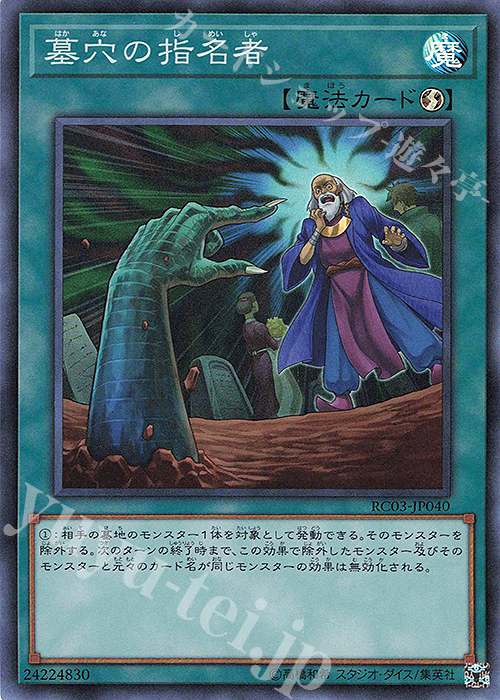 墓穴の指名者
魔
【魔法カード】
RC03-JP040
①:相手の墓地のモンスター1体を対象として発動できる。そのモンスターを
除外する。次のターンの終了時まで、この効果で除外したモンスター及びその
モンスターと元々のカード名が同じモンスターの効果は無効化される。
24224830
©高橋和希 スタジオ・ダイス/集英社
カードショップ-遊々亭-
yuyu-tei.jp